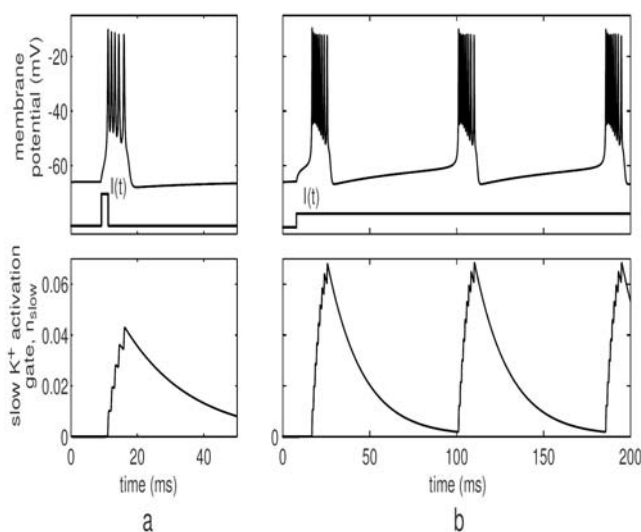 membrane
potential (mV)
-20
-40
-60
I(t)
I(t)
slow K+ activation
gate, nslow
0.06
0.04
0.02
0
0
20
40
0
50
100
150
200
time (ms)
time (ms)
a
b